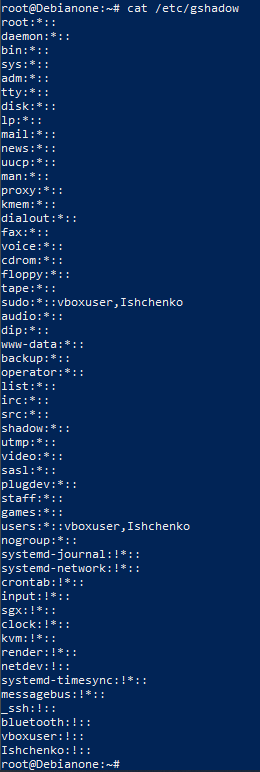 root@Debianone:~# cat /etc/gshadow
root:*::
daemon:*::
bin:*::
sys:*::
adm:*::
tty:*::
disk:*::
lp:*::
mail:*::
news:*::
uucp:*::
man:*::
proxy:*::
kmem:*::
dialout:*::
fax:*::
voice:*::
cdrom:*::
floppy:*::
tape:*::
sudo:*::vboxuser,Ishchenko
audio:*::
dip:*::
www-data:*::
backup:*::
operator:*::
list:*::
irc:*::
src:*::
shadow:*::
utmp:*::
video:*::
sasl:*::
plugdev:*::
staff:*::
games:*::
users:*::vboxuser,Ishchenko
nogroup:*::
systemd-journal:!*::
systemd-network:!*::
crontab:!*::
input:!*::
sgx:!*::
clock:!*::
kvm:!*::
render:!*::
netdev:!::
systemd-timesync:!*::
messagebus:!*::
_ssh:!::
bluetooth:!::
vboxuser:!::
Ishchenko:!::
root@Debianone:~#